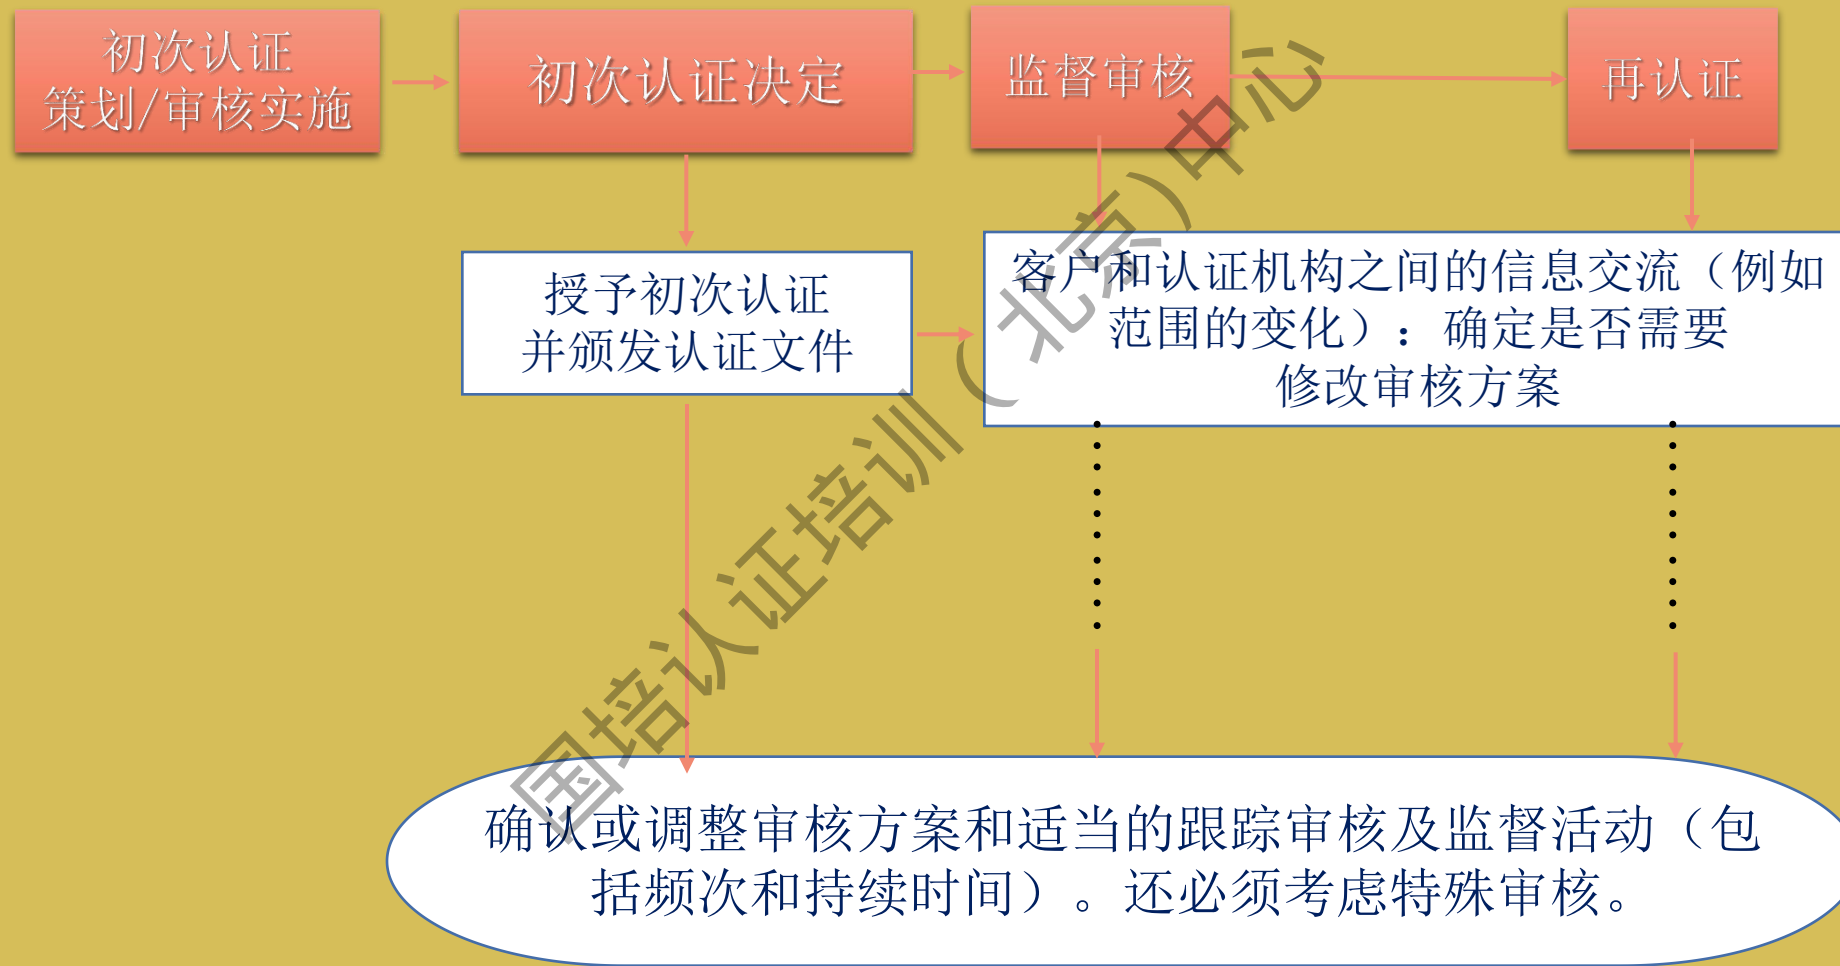 初次认证
策划/审核实施
初次认证决定
监督审核
再认证
授予初次认证
并颁发认证文件
客户和认证机构之间的信息交流（例如
范围的变化）：确定是否需要
修改审核方案
确认或调整审核方案和适当的跟踪审核及监督活动（包
括频次和持续时间）。还必须考虑特殊审核。
国培认证培训（北京）中心